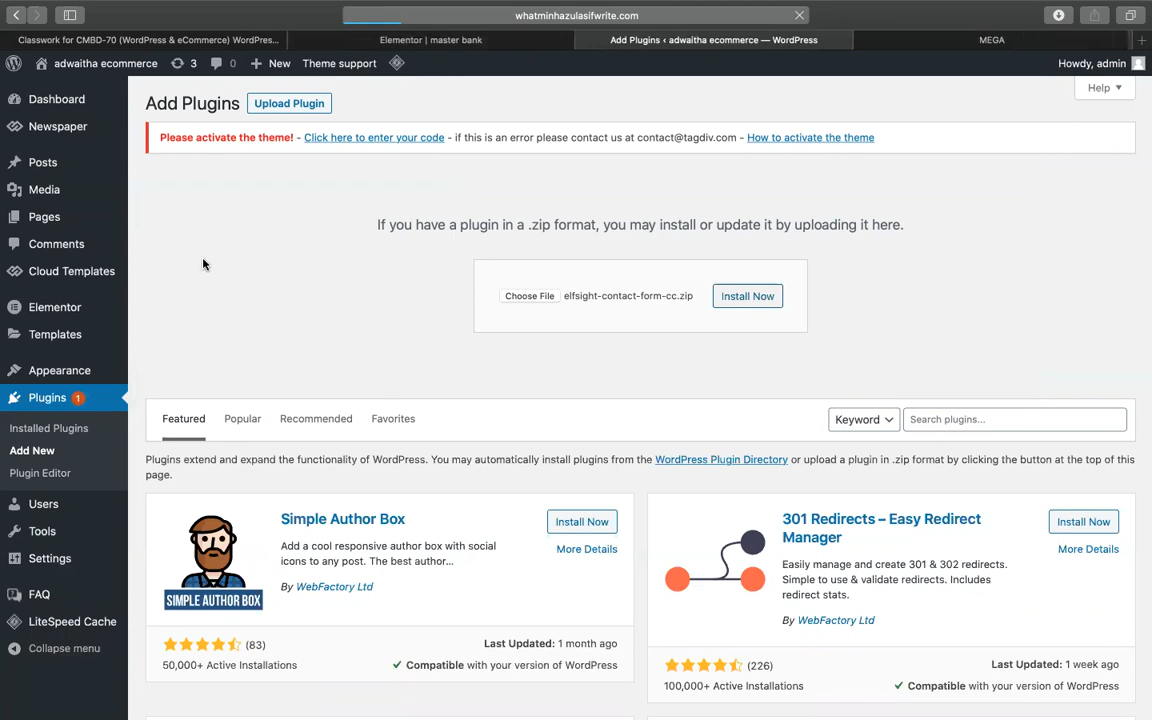 whatminhazulasifwrite.com
Classwork for CMBD-70 (WordPress & eCommerce) WordPres...
Elementor | master bank
Add Plugins ‹ adwaitha ecommerce — WordPress
MEGA
adwaitha ecommerce
3
0
New
Theme support
Howdy, admin
Dashboard
Newspaper
Posts
Media
Pages
Comments
Cloud Templates
Elementor
Templates
Appearance
Plugins 1
Installed Plugins
Add New
Plugin Editor
Users
Tools
Settings
FAQ
LiteSpeed Cache
Collapse menu
Help
Add Plugins
Upload Plugin
Please activate the theme! - Click here to enter your code - if this is an error please contact us at contact@tagdiv.com - How to activate the theme
If you have a plugin in a .zip format, you may install or update it by uploading it here.
Choose File elfsight-contact-form-cc.zip
Install Now
Featured
Popular
Recommended
Favorites
Keyword
Search plugins...
Plugins extend and expand the functionality of WordPress. You may automatically install plugins from the WordPress Plugin Directory or upload a plugin in .zip format by clicking the button at the top of this
page.
SIMPLE AUTHOR BOX
Simple Author Box
Install Now
More Details
Add a cool responsive author box with social
icons to any post. The best author...
By WebFactory Ltd
(83)
50,000+ Active Installations
Last Updated: 1 month ago
Compatible with your version of WordPress
301 Redirects – Easy Redirect
Manager
Install Now
More Details
Easily manage and create 301 & 302 redirects.
Simple to use & validate redirects. Includes
redirect stats.
By WebFactory Ltd
(226)
100,000+ Active Installations
Last Updated: 1 week ago
Compatible with your version of WordPress